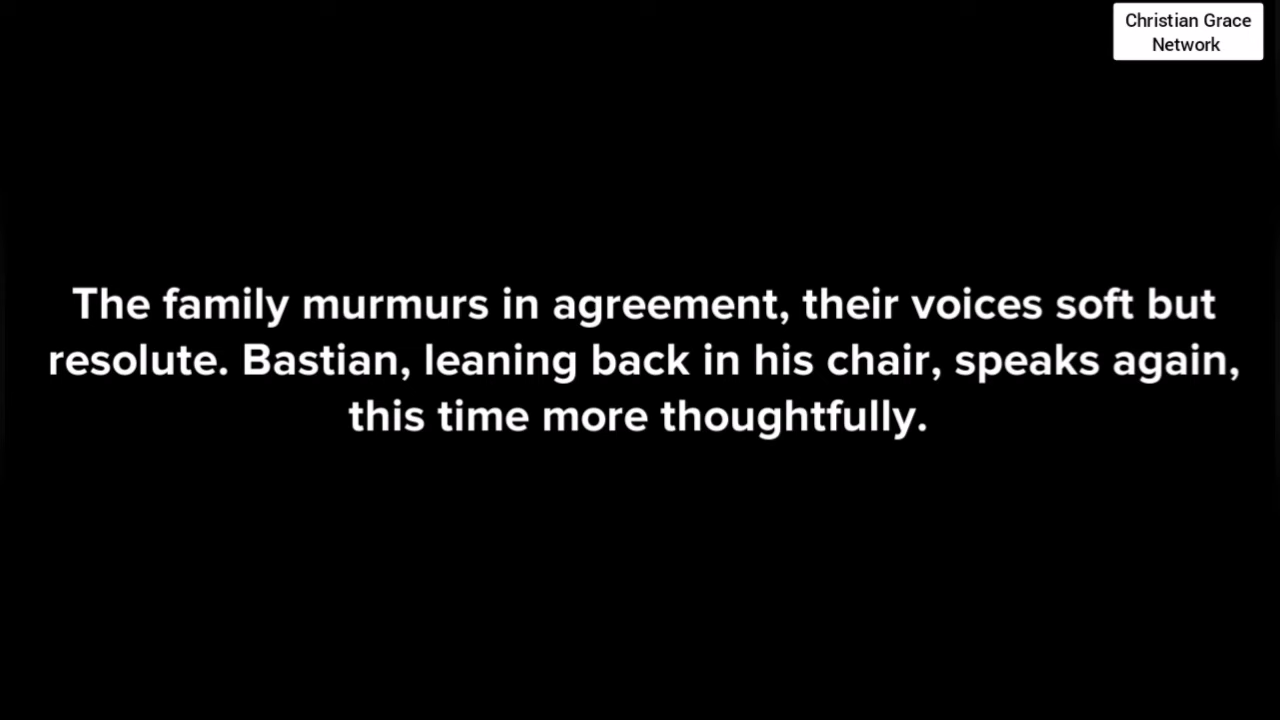 Christian Grace
Network
The family murmurs in agreement, their voices soft but
resolute. Bastian, leaning back in his chair, speaks again,
this time more thoughtfully.